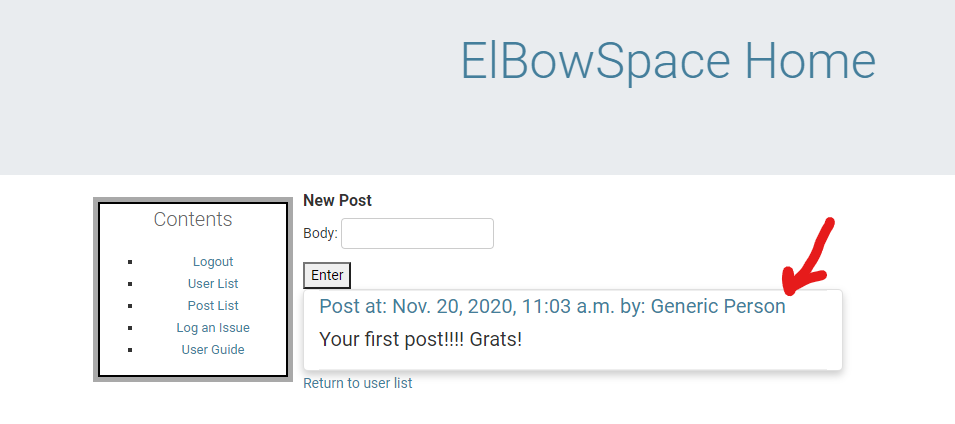 ElBowSpace Home
Contents
Logout
User List
Post List
Log an Issue
User Guide
New Post
Body:
Enter
Post at: Nov. 20, 2020, 11:03 a.m. by: Generic Person
Your first post!!!! Grats!
Return to user list